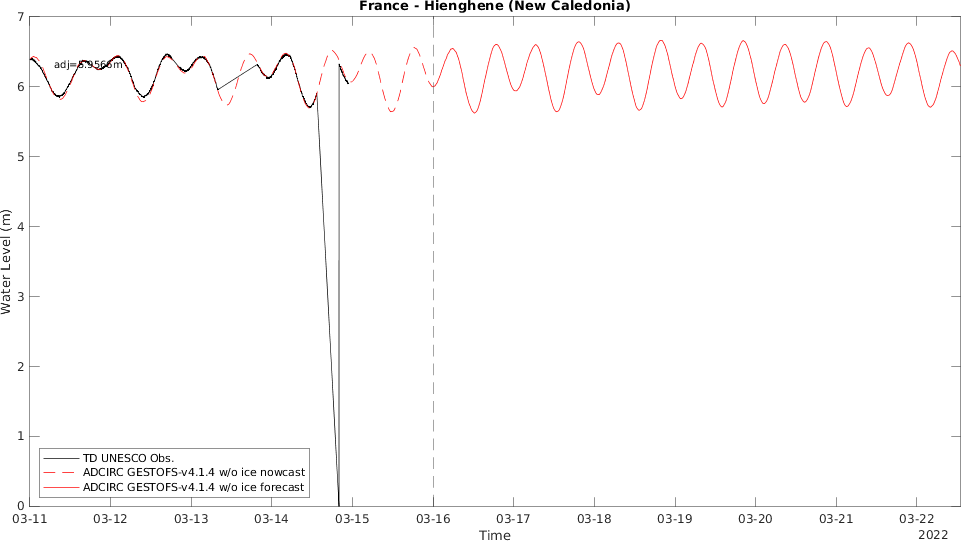 France - Hienghene (New Caledonia)
7
6
5
4
3
2
1
0
Water Level (m)
adj=5.9566m
TD UNESCO Obs.
ADCIRC GESTOFS-v4.1.4 w/o ice nowcast
ADCIRC GESTOFS-v4.1.4 w/o ice forecast
03-11 03-12 03-13 03-14 03-15 03-16 03-17 03-18 03-19 03-20 03-21 03-22
Time
2022